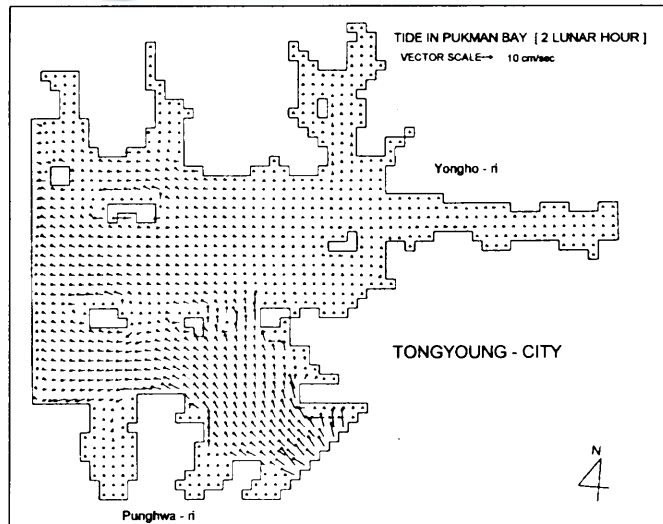 TIDE IN PUKMAN BAY [ 2 LUNAR HOUR ]
VECTOR SCALE→ 10 cm/sec
Yongho - ri
TONGYOUNG - CITY
N
Punghwa - ri